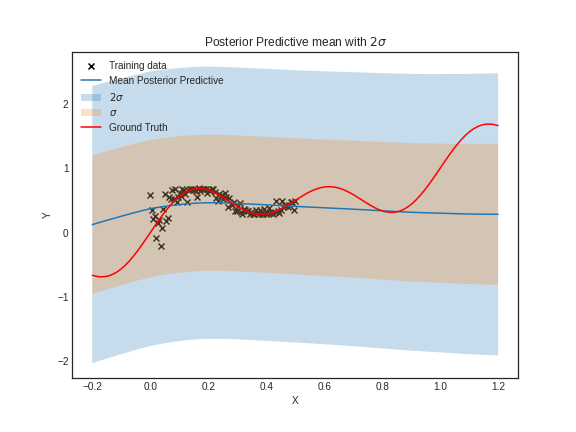 Posterior Predictive mean with 2σ
Training data
Mean Posterior Predictive
2σ
σ
Ground Truth
Y
2
1
0
−1
−2
−0.2 0.0 0.2 0.4 0.6 0.8 1.0 1.2
X